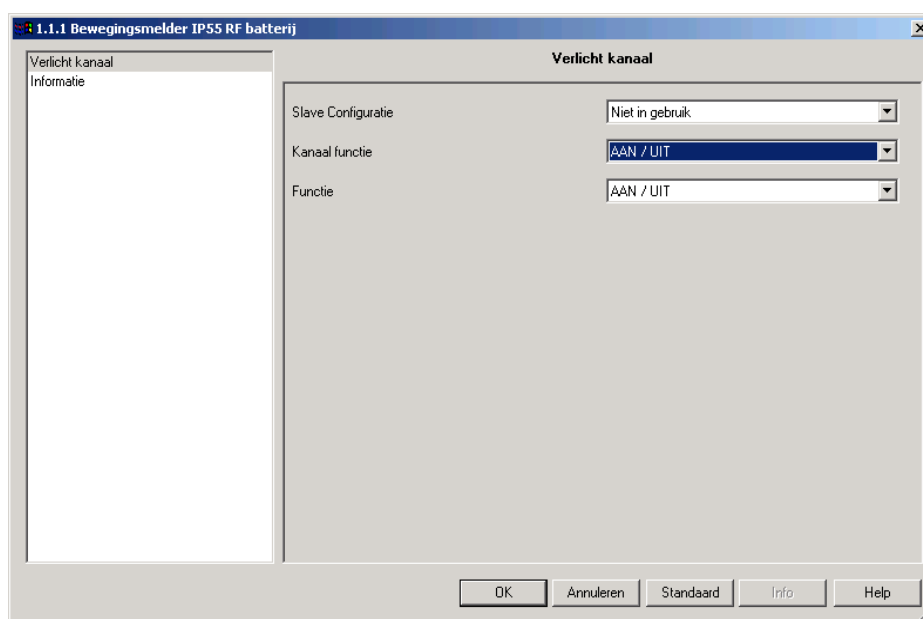 1.1.1 Bewegingsmelder IP55 RF batterij
Verlicht kanaal
Informatie
Verlicht kanaal
Slave Configuratie
Niet in gebruik
Kanaal functie
AAN / UIT
Functie
AAN / UIT
OK
Annuleren
Standaard
Info
Help